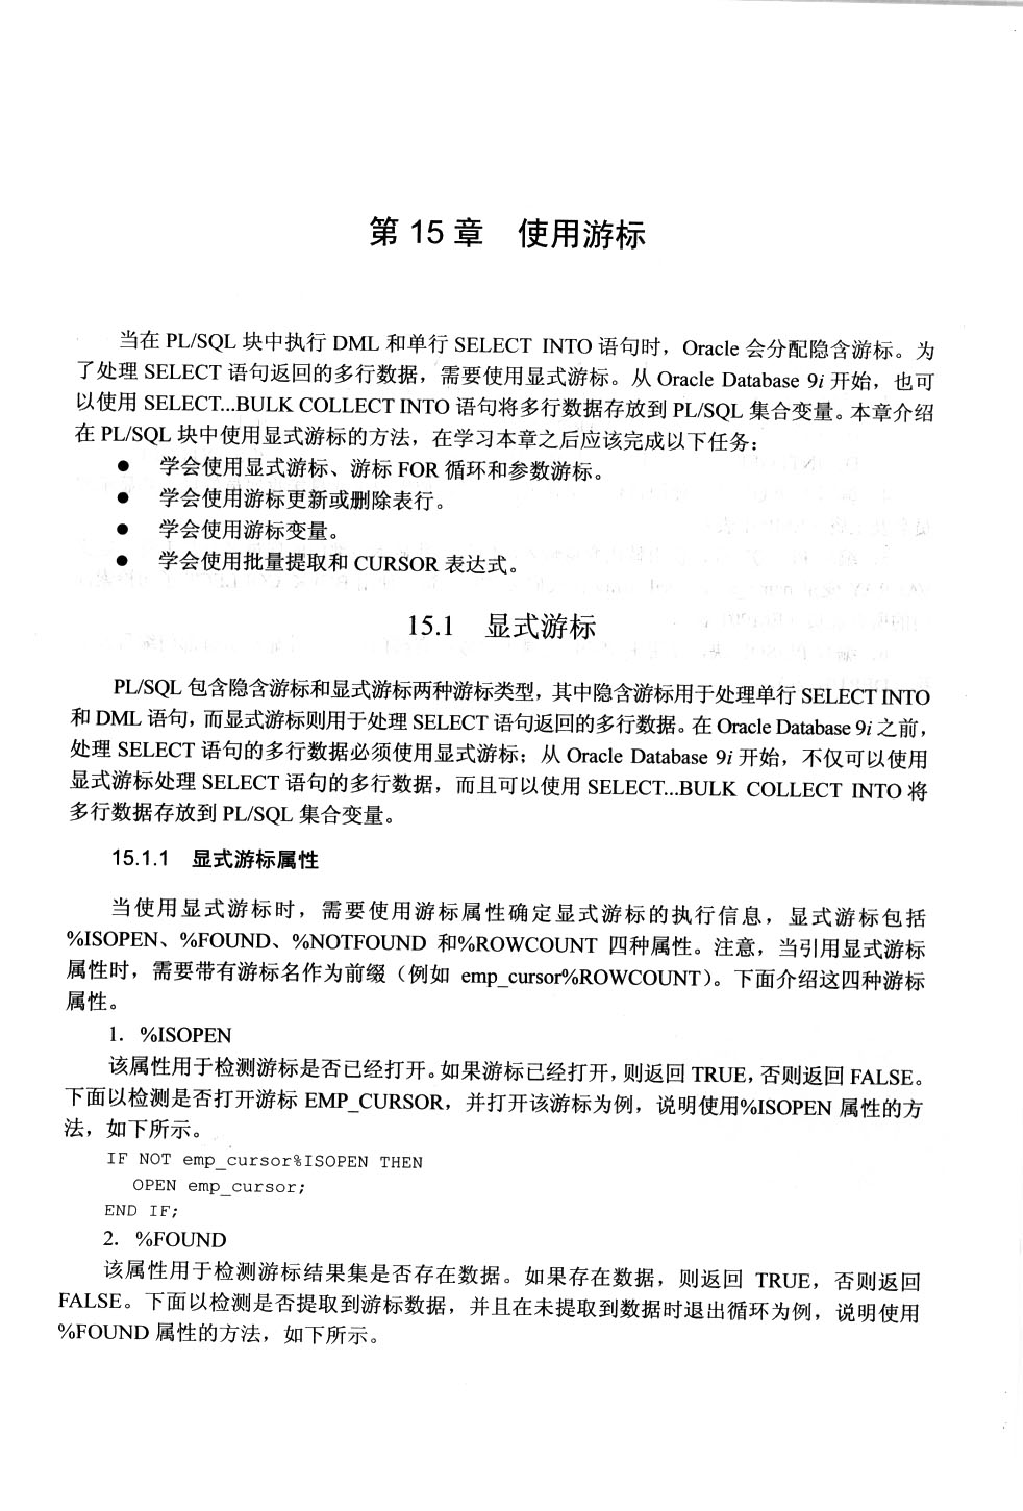 第 15 章 使用游标
当在 PL/SQL 块中执行 DML 和单行 SELECT INTO 语句时，Oracle 会分配隐含游标。为
了处理 SELECT 语句返回的多行数据，需要使用显式游标。从 Oracle Database 9i 开始，也可
以使用 SELECT...BULK COLLECT INTO 语句将多行数据存放到 PL/SQL 集合变量。本章介绍
在 PL/SQL 块中使用显式游标的方法，在学习本章之后应该完成以下任务：
● 学会使用显式游标、游标 FOR 循环和参数游标。
● 学会使用游标更新或删除表行。
● 学会使用游标变量。
● 学会使用批量提取和 CURSOR 表达式。
15.1 显式游标
PL/SQL 包含隐含游标和显式游标两种游标类型，其中隐含游标用于处理单行 SELECT INTO
和 DML 语句，而显式游标则用于处理 SELECT 语句返回的多行数据。在 Oracle Database 9i 之前，
处理 SELECT 语句的多行数据必须使用显式游标；从 Oracle Database 9i 开始，不仅可以使用
显式游标处理 SELECT 语句的多行数据，而且可以使用 SELECT...BULK COLLECT INTO 将
多行数据存放到 PL/SQL 集合变量。
15.1.1 显式游标属性
当使用显式游标时，需要使用游标属性确定显式游标的执行信息，显式游标包括
%ISOPEN、%FOUND、%NOTFOUND 和%ROWCOUNT 四种属性。注意，当引用显式游标
属性时，需要带有游标名作为前缀（例如 emp_cursor%ROWCOUNT）。下面介绍这四种游标
属性。
1．%ISOPEN
该属性用于检测游标是否已经打开。如果游标已经打开，则返回 TRUE，否则返回 FALSE。
下面以检测是否打开游标 EMP_CURSOR，并打开该游标为例，说明使用%ISOPEN 属性的方
法，如下所示。
IF NOT emp_cursor%ISOPEN THEN
OPEN emp_cursor;
END IF;
2．%FOUND
该属性用于检测游标结果集是否存在数据。如果存在数据，则返回 TRUE，否则返回
FALSE。下面以检测是否提取到游标数据，并且在未提取到数据时退出循环为例，说明使用
%FOUND 属性的方法，如下所示。